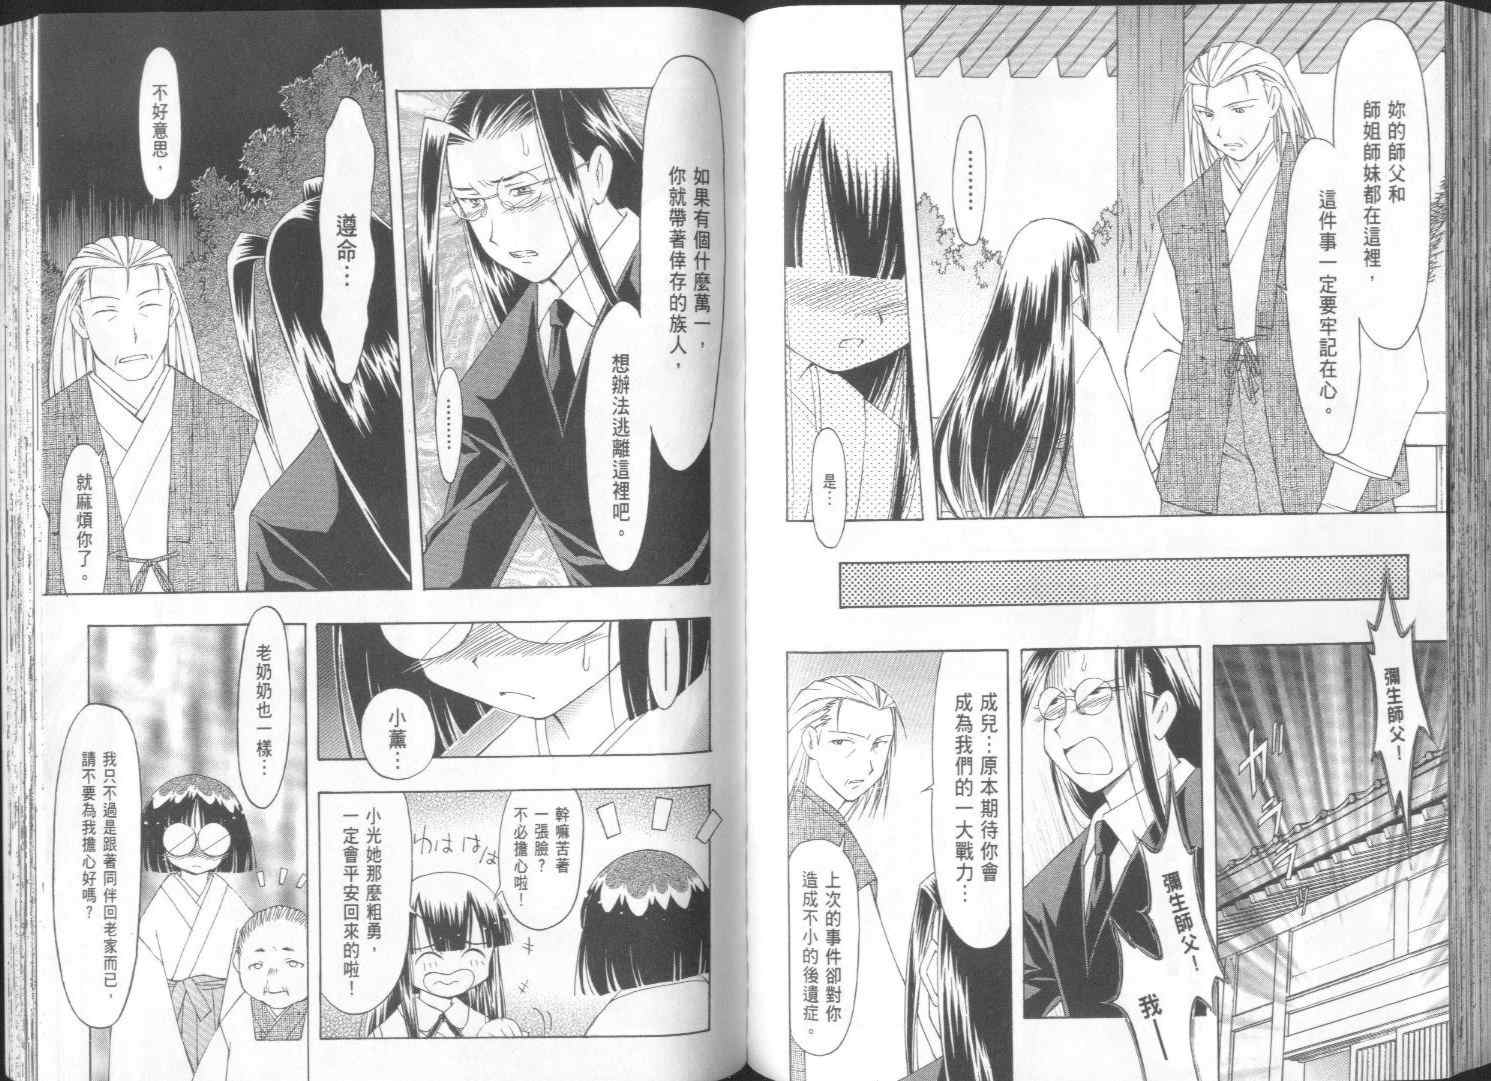 妳的師父和
師姐師妹都在這裡，
這件事一定要牢記在心。
………
是…
彌生師父！
彌生師父！
我—
ガガガッ
成兒…原本期待你會
成為我們的一大戰力…
上次的事件卻對你
造成不小的後遺症。
如果有個什麼萬一，
你就帶著倖存的族人，
想辦法逃離這裡吧。
………
遵命…
不好意思，
就麻煩你了。
—
小薰…
幹嘛苦著
一張臉？
不必擔心啦！
ゆはははは
小光她那麼粗勇，
一定會平安回來的啦！
老奶奶也一樣…
我只不過是跟著同伴回老家而已，
請不要為我擔心好嗎？